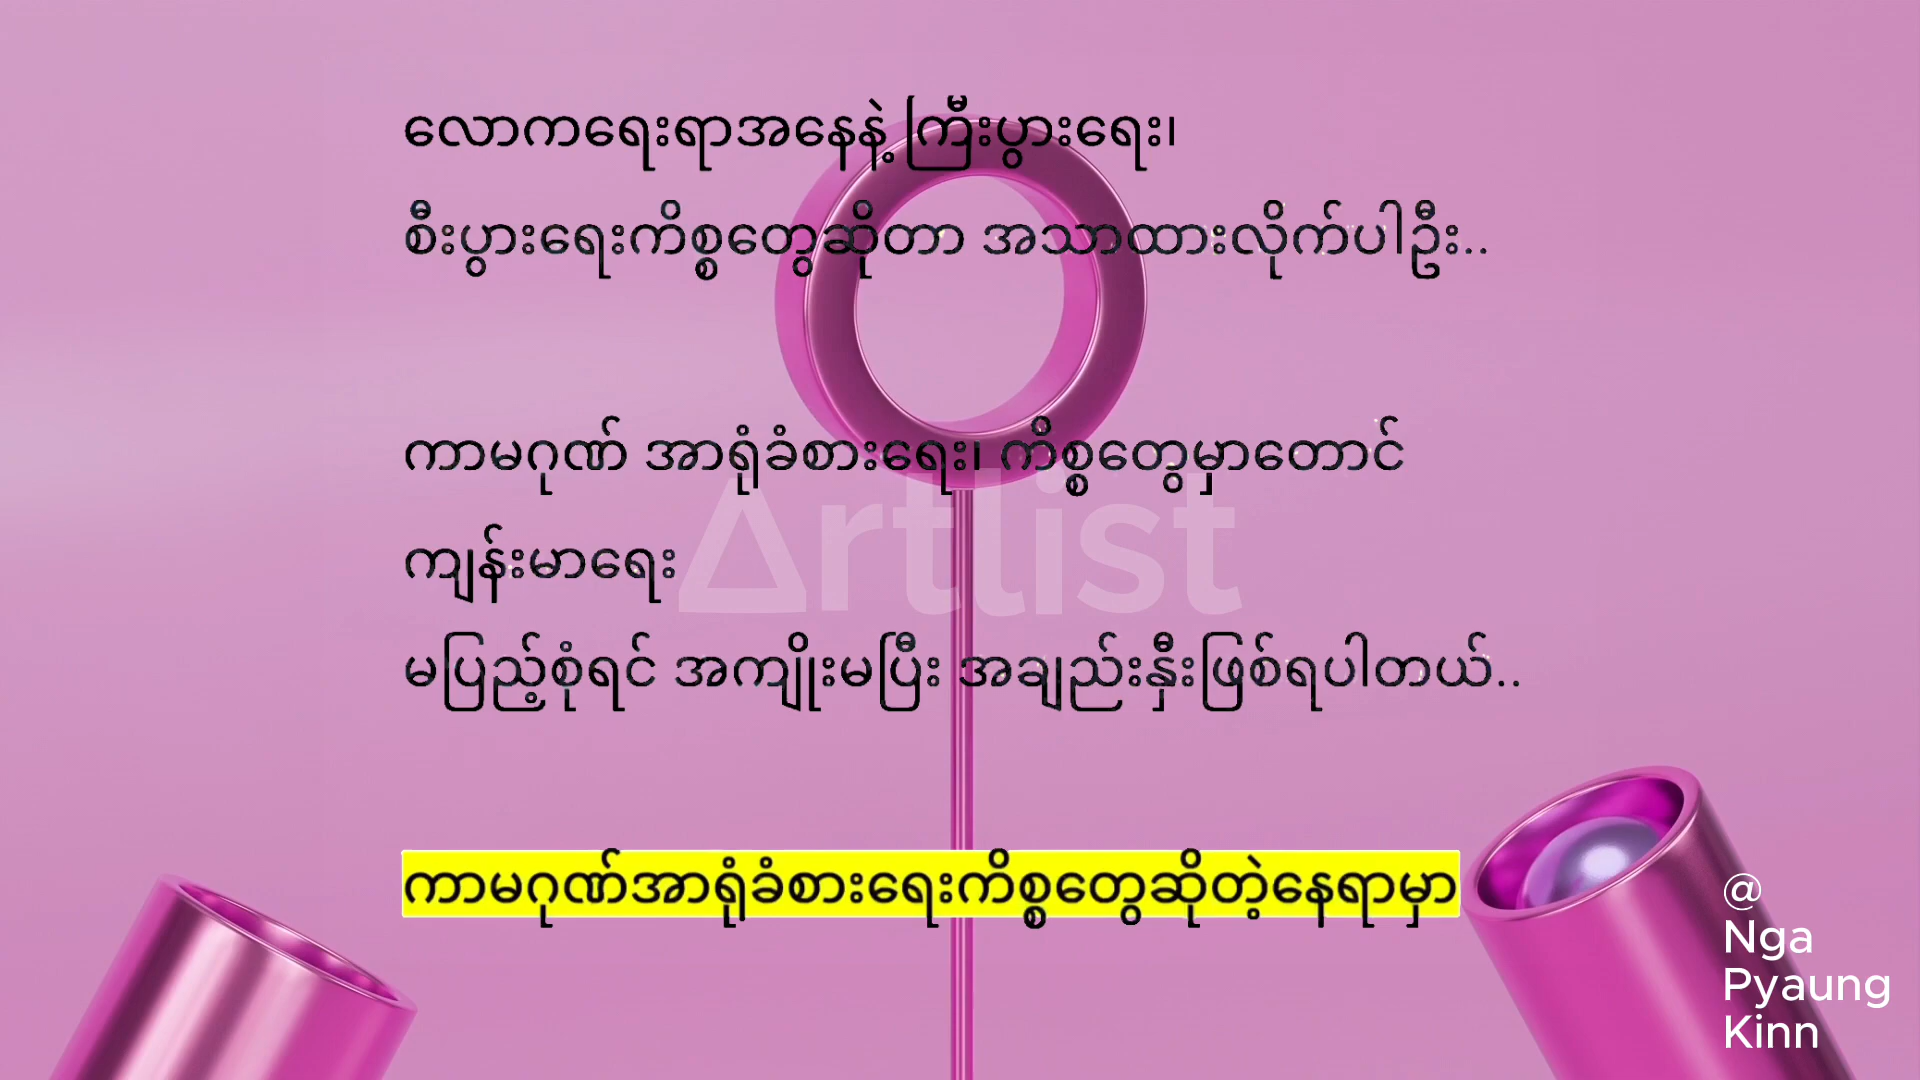 လောကရေးရာအနေနဲ့ ကြီးပွားရေး၊
စီးပွားရေးကိစ္စတွေဆိုတာ အသာထားလိုက်ပါဦး..
ကာမဂုဏ် အာရုံခံစားရေး၊ ကိစ္စတွေမှာတောင်
ကျန်းမာရေး
မပြည့်စုံရင် အကျိုးမပြီး အချည်းနှီးဖြစ်ရပါတယ်..
ကာမဂုဏ်အာရုံခံစားရေးကိစ္စတွေဆိုတဲ့နေရာမှာ
Artlist
@
Nga
Pyaung
Kinn